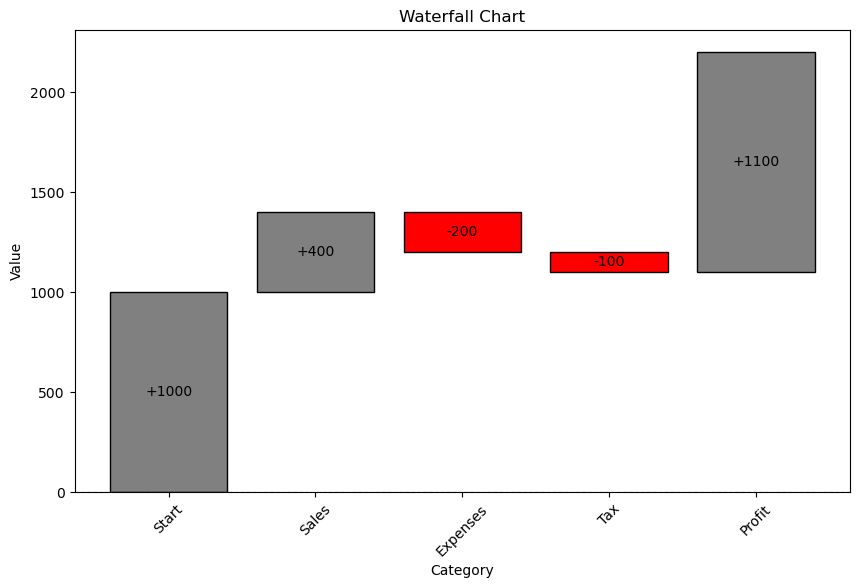 Waterfall Chart
Value
2000
1500
1000
500
0
+1000
+400
-200
-100
+1100
Start
Sales
Expenses
Tax
Profit
Category